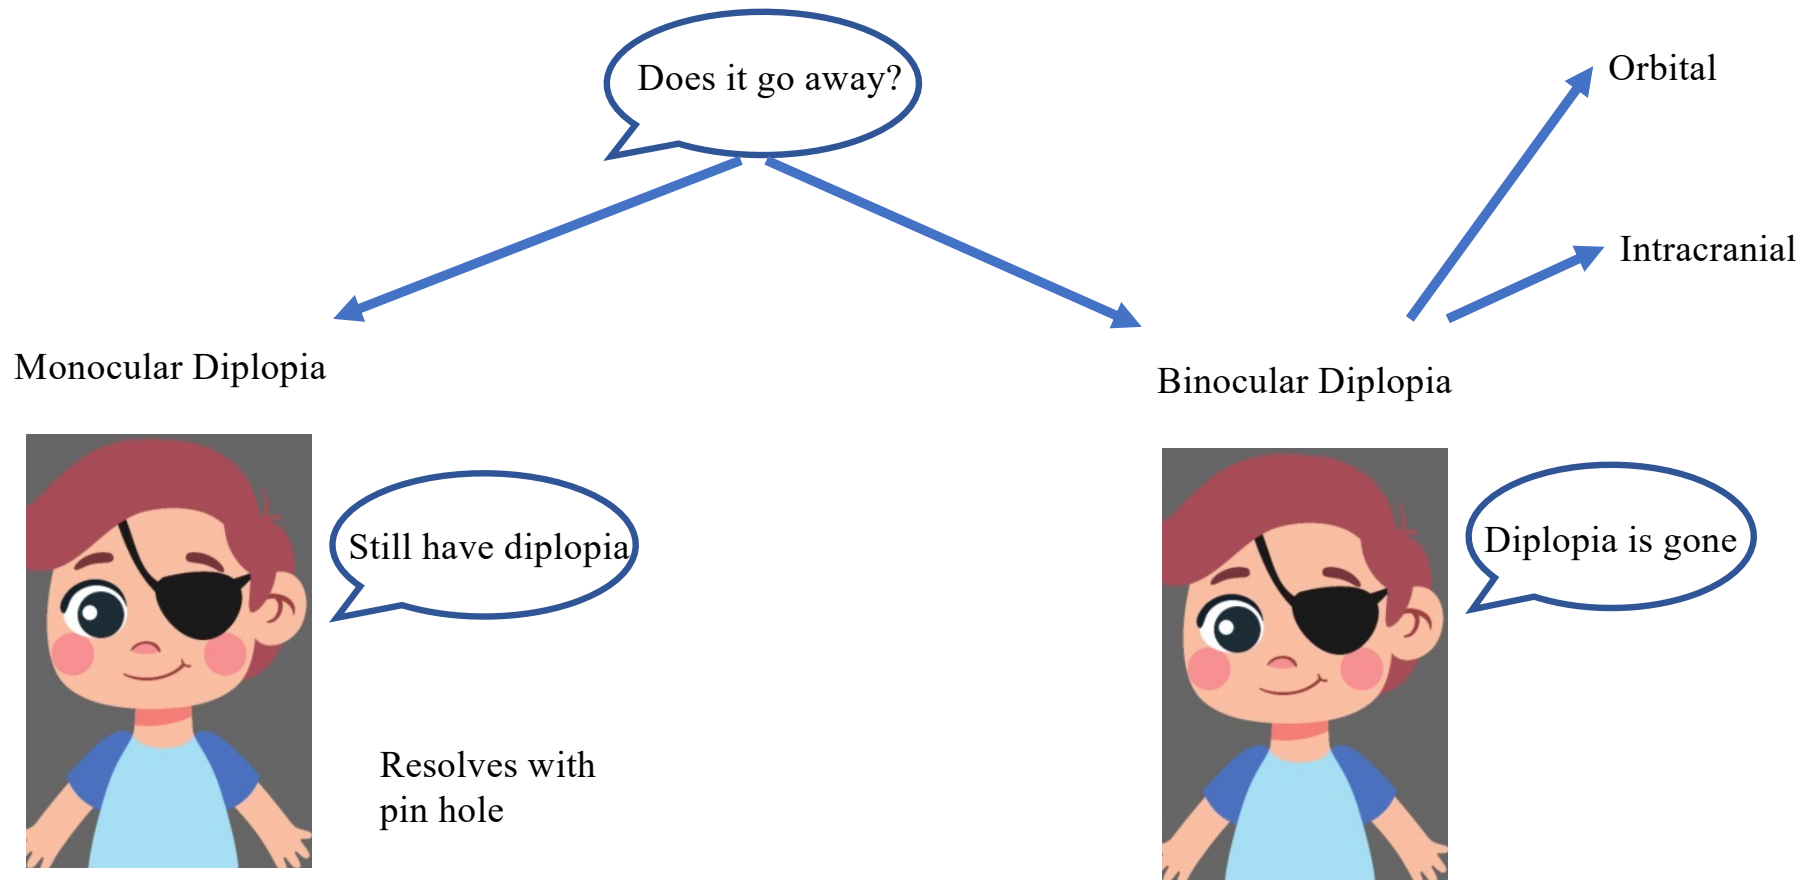 Does it go away?
Orbital
Intracranial
Monocular Diplopia
Binocular Diplopia
Still have diplopia
Diplopia is gone
Resolves with
pin hole